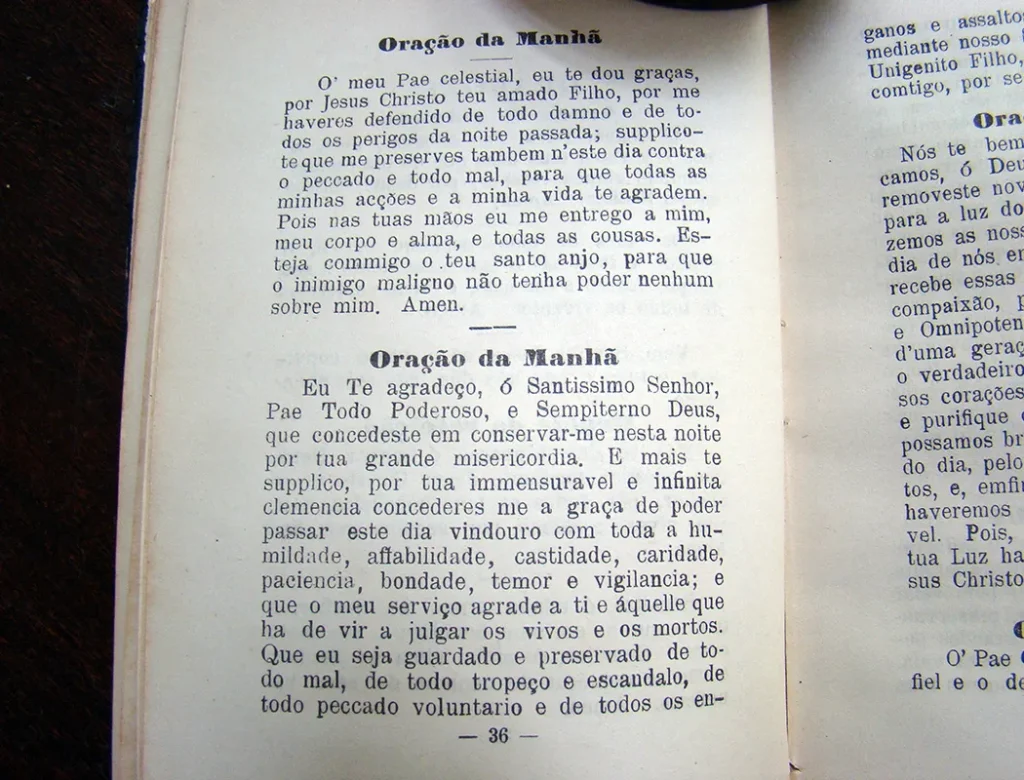 Oração da Manhã
O' meu Pae celestial, eu te dou graças,
por Jesus Christo teu amado Filho, por me
haveres defendido de todo damno e de to-
dos os perigos da noite passada; supplico-
te que me preserves tambem n'este dia contra
o peccado e todo mal, para que todas as
minhas acções e a minha vida te agradem.
Pois nas tuas mãos eu me entrego a mim,
meu corpo e alma, e todas as cousas. Es-
teja commigo o teu santo anjo, para que
o inimigo maligno não tenha poder nenhum
sobre mim. Amen.
Oração da Manhã
Eu Te agradeço, ó Santissimo Senhor,
Pae Todo Poderoso, e Sempiterno Deus,
que concedeste em conservar-me nesta noite
por tua grande misericordia. E mais te
supplico, por tua immensuravel e infinita
clemencia concederes me a graça de poder
passar este dia vindouro com toda a hu-
mildade, affabilidade, castidade, caridade,
paciencia, bondade, temor e vigilancia; e
que o meu serviço agrade a ti e áquelle que
ha de vir a julgar os vivos e os mortos.
Que eu seja guardado e preservado de to-
do mal, de todo tropeço e escandalo, de
todo peccado voluntario e de todos os en-
— 36 —
ganos e assalto
mediante nosso
Unigenito Filho,
comtigo, por se
Ora
Nós te bem
camos, ó Deu
removeste nov
para a luz do
zemos as nos
dia de nós en
recebe essas
compaixão, p
e Omnipoten
d'uma geraç
o verdadeiro
sos corações
e purifique
possamos br
do dia, pelo
tos, e, emfin
haveremos
vel. Pois,
tua Luz ha
sus Christo
O' Pae
fiel e o de